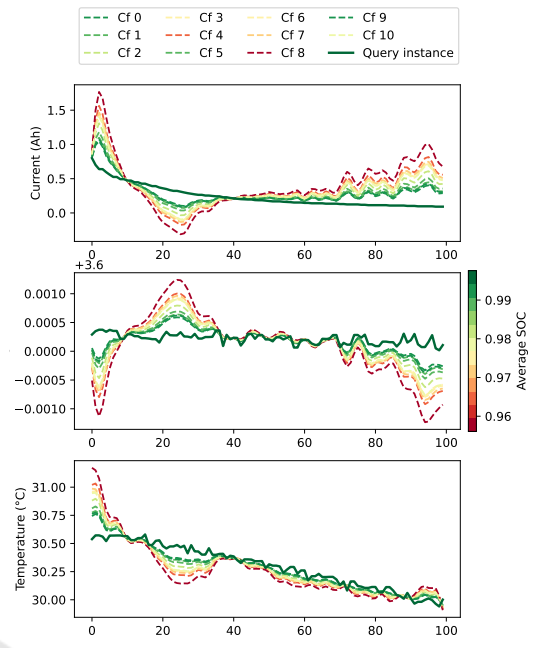 Cf 0 Cf 3 Cf 6 Cf 9
Cf 1 Cf 4 Cf 7 Cf 10
Cf 2 Cf 5 Cf 8 Query instance
1.5
1.0
0.5
0.0
Current (Ah)
0 20 40 60 80 100
+3.6
0.0010
0.0005
0.0000
−0.0005
−0.0010
0 20 40 60 80 100
0.99
0.98
0.97
0.96
Average SOC
31.00
30.75
30.50
30.25
30.00
Temperature (°C)
0 20 40 60 80 100